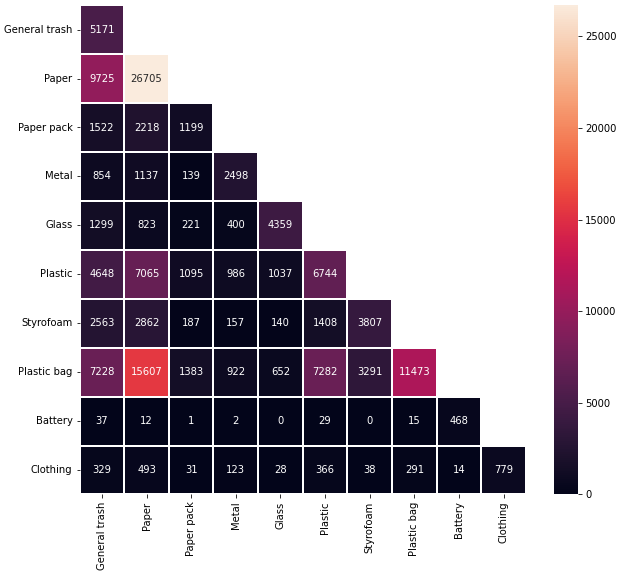 General trash 5171
Paper 9725 26705
Paper pack 1522 2218 1199
Metal 854 1137 139 2498
Glass 1299 823 221 400 4359
Plastic 4648 7065 1095 986 1037 6744
Styrofoam 2563 2862 187 157 140 1408 3807
Plastic bag 7228 15607 1383 922 652 7282 3291 11473
Battery 37 12 1 2 0 29 0 15 468
Clothing 329 493 31 123 28 366 38 291 14 779
General trash Paper Paper pack Metal Glass Plastic Styrofoam Plastic bag Battery Clothing
25000
20000
15000
10000
5000
0